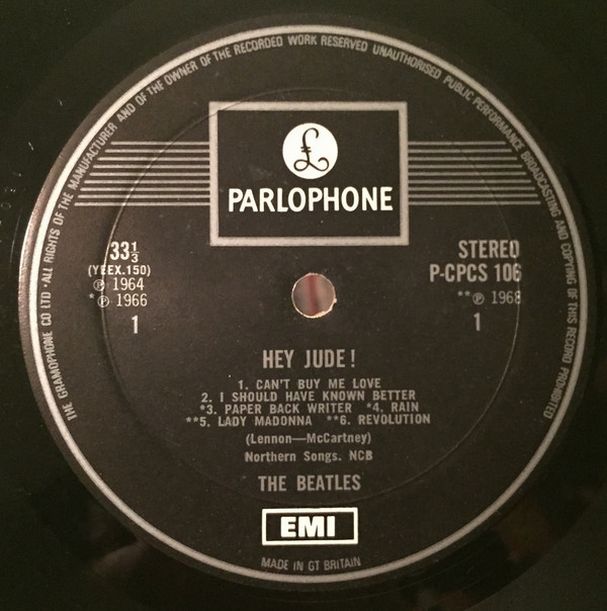 THE GRAMOPHONE CO LTD · ALL RIGHTS OF THE MANUFACTURER AND OF THE OWNER OF THE RECORDED WORK RESERVED UNAUTHORISED PUBLIC PERFORMANCE BROADCASTING AND COPYING OF THIS RECORD PROHIBITED
£
PARLOPHONE
33⅓
(YEEX.150)
℗ 1964
*℗ 1966
1
STEREO
P-CPCS 106
**℗ 1968
1
HEY JUDE!
1. CAN'T BUY ME LOVE
2. I SHOULD HAVE KNOWN BETTER
*3. PAPER BACK WRITER *4. RAIN
**5. LADY MADONNA **6. REVOLUTION
(Lennon—McCartney)
Northern Songs. NCB
THE BEATLES
EMI
MADE IN GT BRITAIN